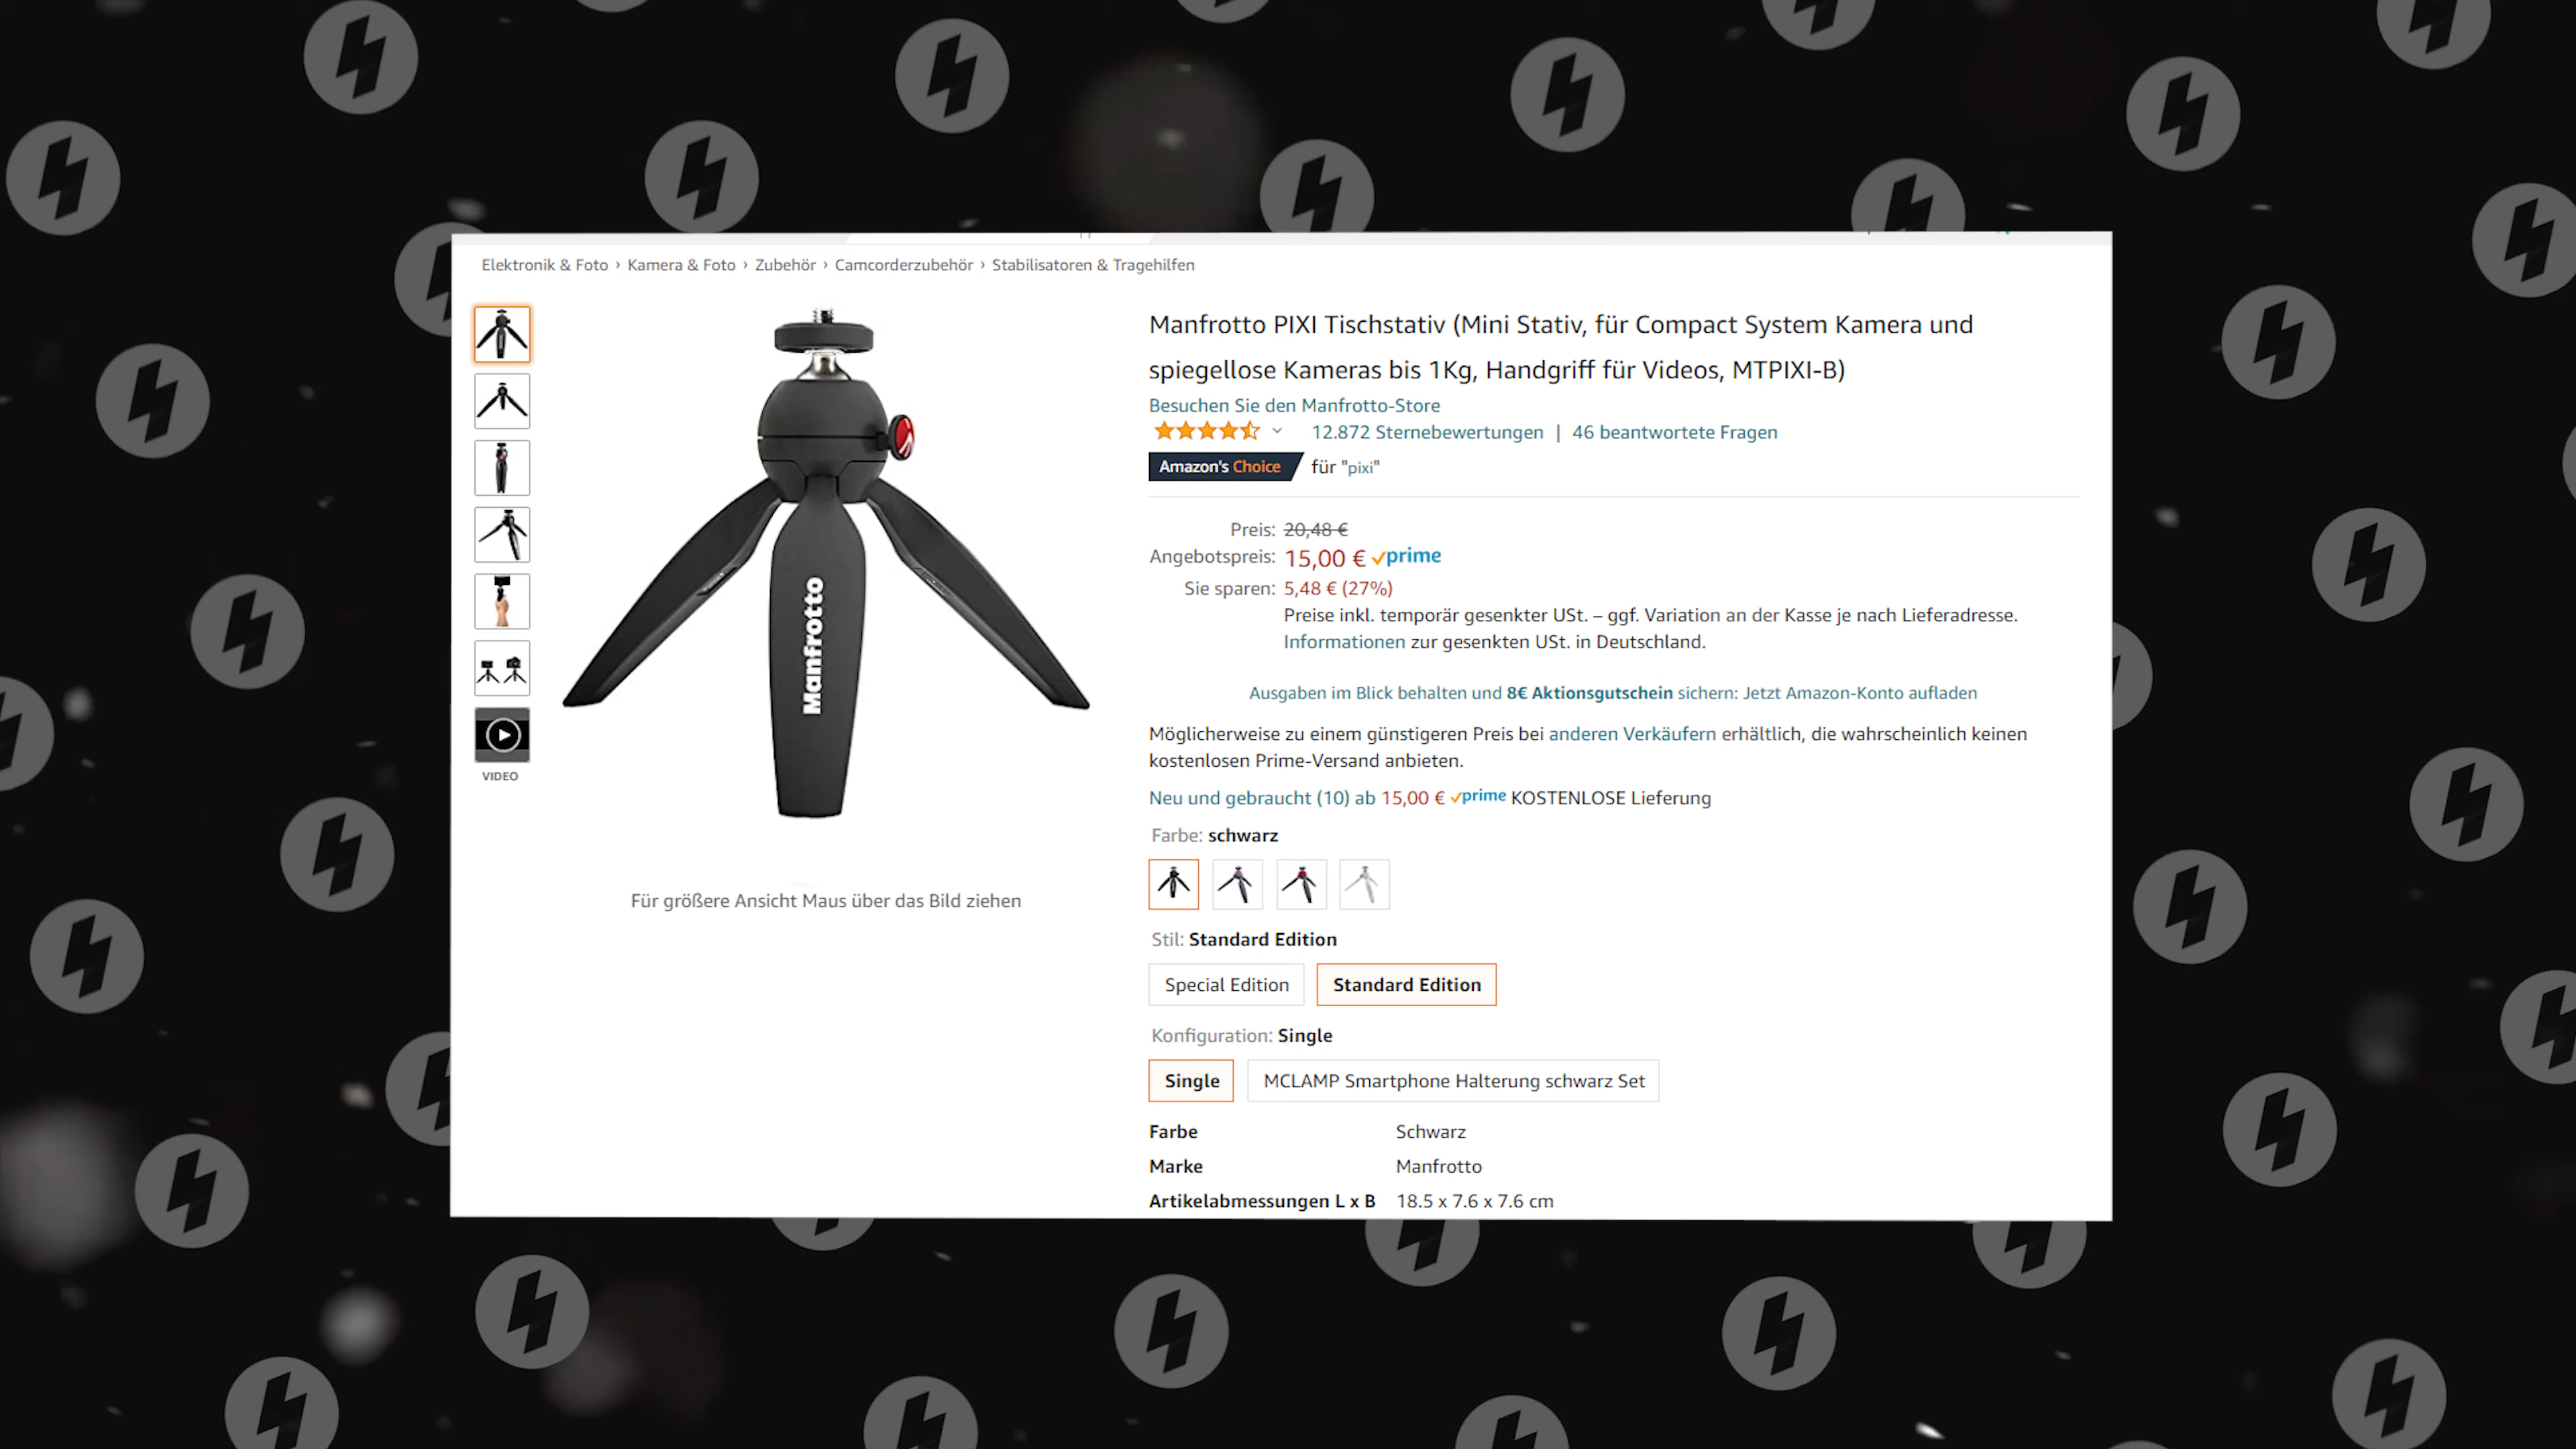 Elektronik & Foto › Kamera & Foto › Zubehör › Camcorderzubehör › Stabilisatoren & Tragehilfen
Manfrotto PIXI Tischstativ (Mini Stativ, für Compact System Kamera und
spiegellose Kameras bis 1Kg, Handgriff für Videos, MTPIXI-B)
Besuchen Sie den Manfrotto-Store
12.872 Sternebewertungen | 46 beantwortete Fragen
Amazon's Choice für "pixi"
Preis: 20,48 €
Angebotspreis: 15,00 € prime
Sie sparen: 5,48 € (27%)
Preise inkl. temporär gesenkter USt. – ggf. Variation an der Kasse je nach Lieferadresse.
Informationen zur gesenkten USt. in Deutschland.
Ausgaben im Blick behalten und 8€ Aktionsgutschein sichern: Jetzt Amazon-Konto aufladen
Möglicherweise zu einem günstigeren Preis bei anderen Verkäufern erhältlich, die wahrscheinlich keinen
kostenlosen Prime-Versand anbieten.
Neu und gebraucht (10) ab 15,00 € prime KOSTENLOSE Lieferung
Farbe: schwarz
Stil: Standard Edition
Special Edition
Standard Edition
Konfiguration: Single
Single
MCLAMP Smartphone Halterung schwarz Set
Farbe Schwarz
Marke Manfrotto
Artikelabmessungen L x B 18.5 x 7.6 x 7.6 cm
Manfrotto
VIDEO
Für größere Ansicht Maus über das Bild ziehen